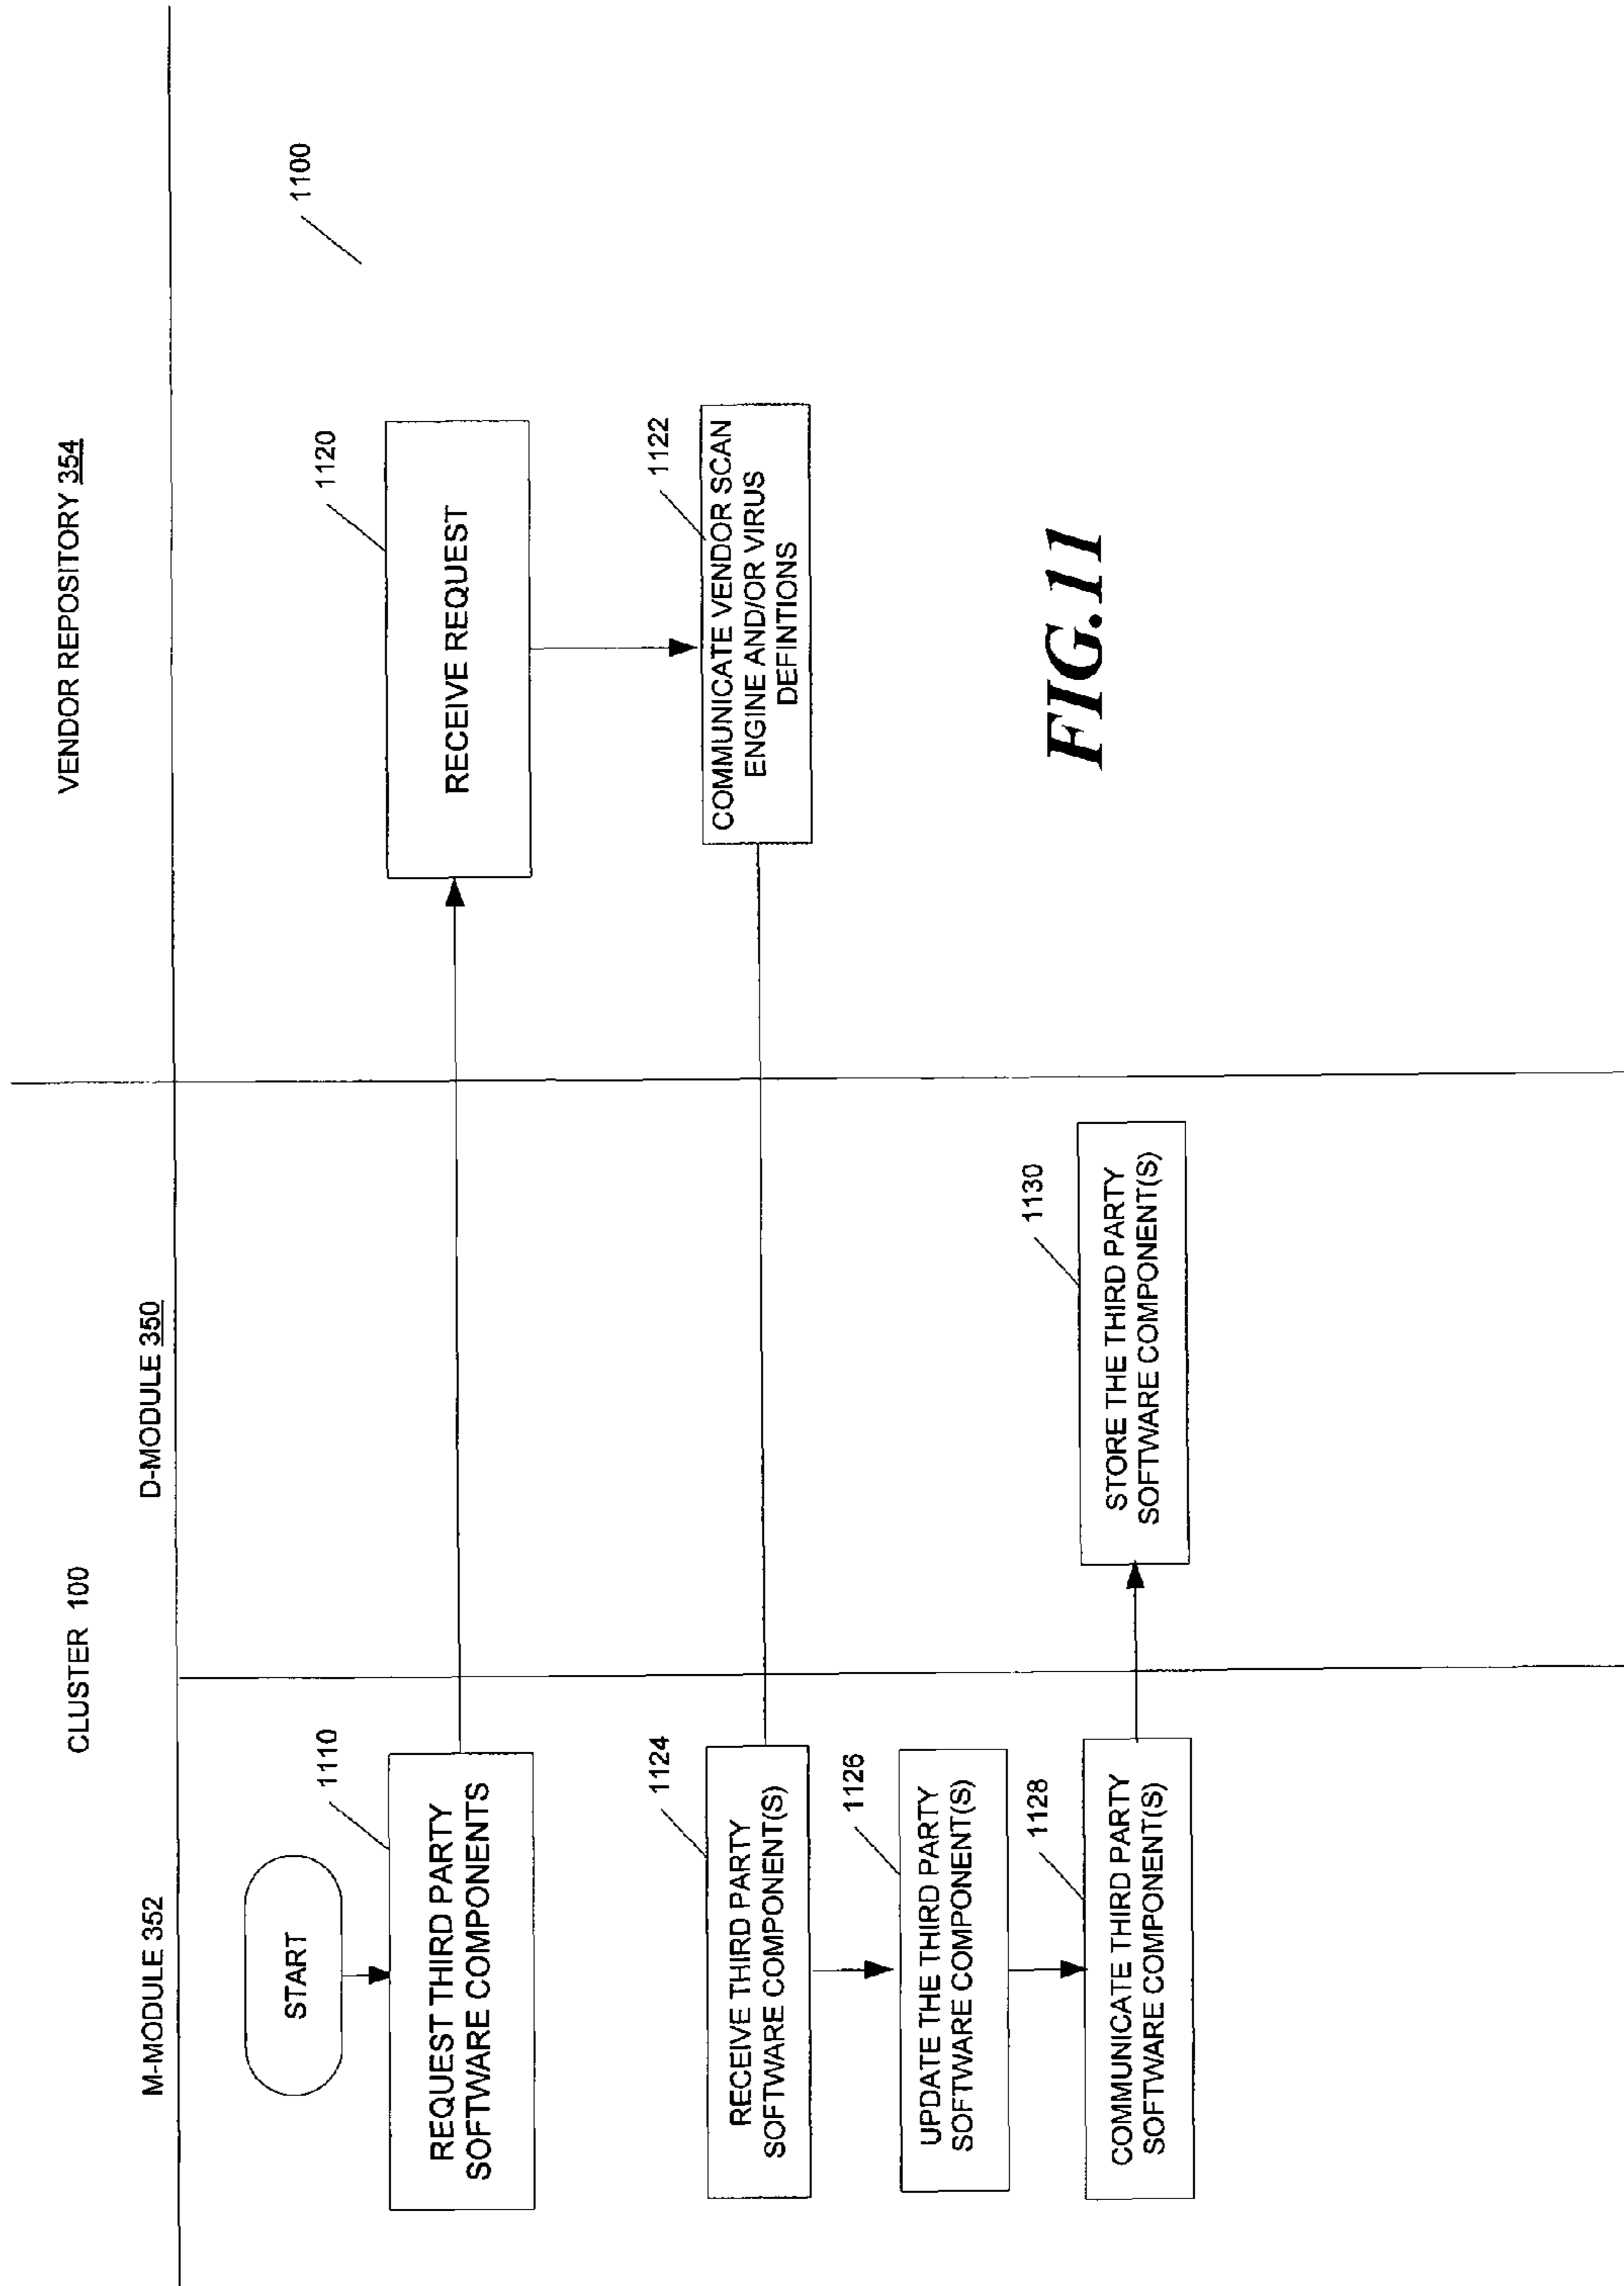 CLUSTER 100
VENDOR REPOSITORY 354
M-MODULE 352
D-MODULE 350
START
1100
1110
REQUEST THIRD PARTY
SOFTWARE COMPONENTS
1120
RECEIVE REQUEST
1124
RECEIVE THIRD PARTY
SOFTWARE COMPONENT(S)
1122
COMMUNICATE VENDOR SCAN
ENGINE AND/OR VIRUS
DEFINTIONS
1126
UPDATE THE THIRD PARTY
SOFTWARE COMPONENT(S)
1128
COMMUNICATE THIRD PARTY
SOFTWARE COMPONENT(S)
1130
STORE THE THIRD PARTY
SOFTWARE COMPONENT(S)
FIG.11